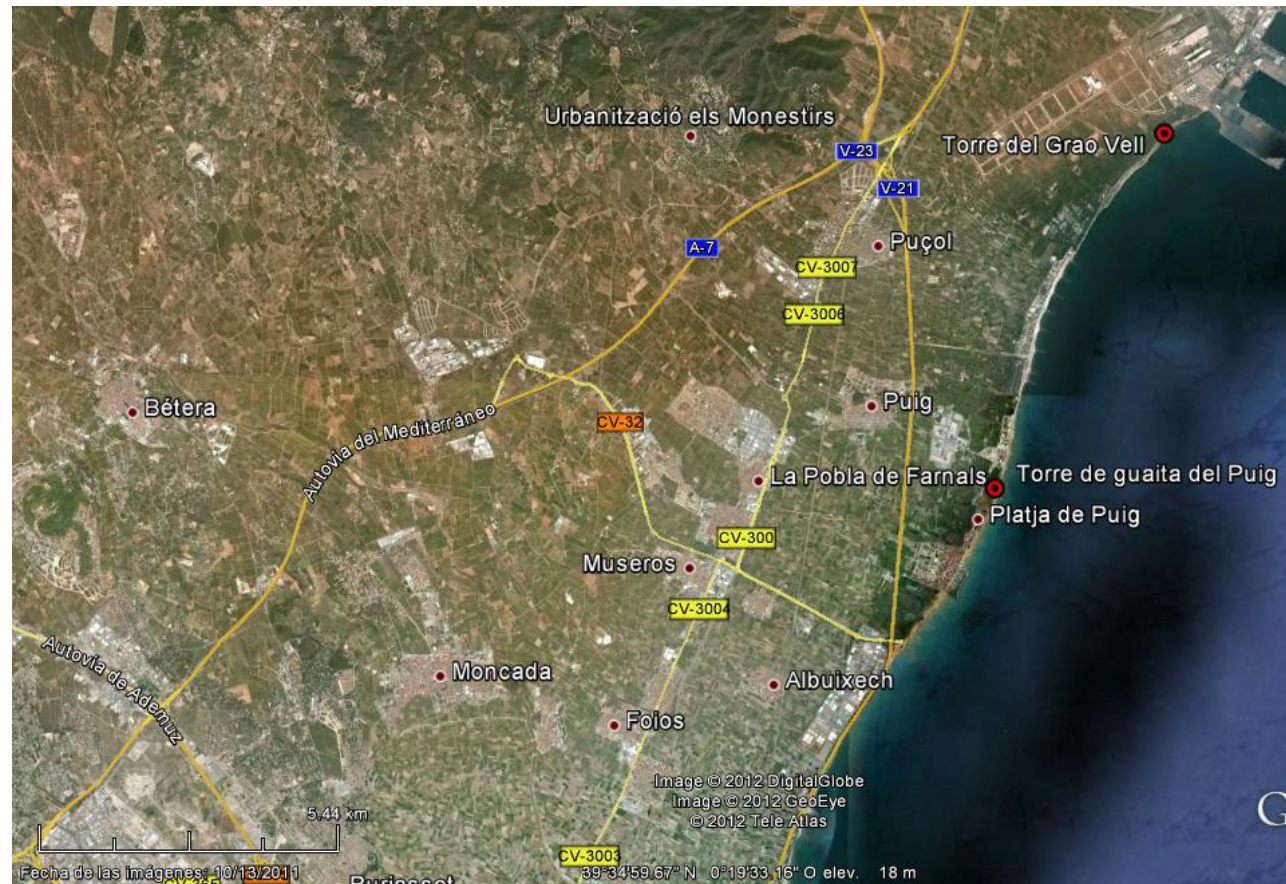 Urbanització els Monestirs
V-23
Torre del Grao Vell
V-21
Puçol
A-7
CV-3007
CV-3006
Bétera
Autovia del Mediterráneo
CV-32
Puig
La Pobla de Farnals
Torre de guaita del Puig
Platja de Puig
CV-300
Museros
CV-3004
Autovía de Ademuz
Moncada
Albuixech
Foios
Image © 2012 DigitalGlobe
Image © 2012 GeoEye
© 2012 Tele Atlas
5.44 km
G
CV-3003
Fecha de las imágenes: 10/13/2011
39°34'59.67" N 0°19'33,16" O elev. 18 m